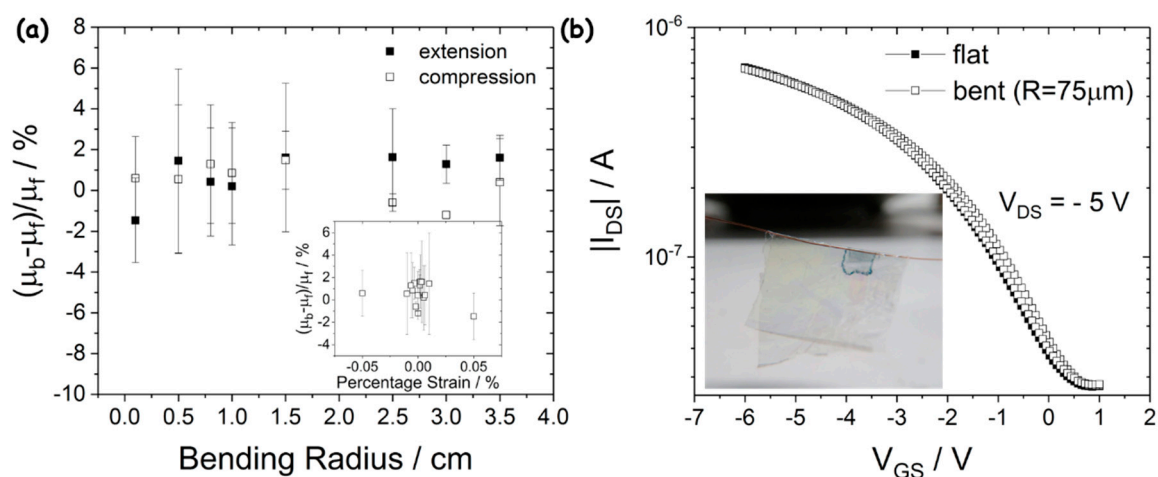 (a)
8
6
4
2
0
-2
-4
-6
-8
-10
(μb-μf)/μf / %
extension
compression
6
4
2
0
-2
-4
(μb-μf)/μf / %
-0.05 0.00 0.05
Percentage Strain / %
0.0 0.5 1.0 1.5 2.0 2.5 3.0 3.5 4.0
Bending Radius / cm
(b)
10-6
10-7
|IDS| / A
flat
bent (R=75μm)
VDS = - 5 V
-7 -6 -5 -4 -3 -2 -1 0 1 2
VGS / V